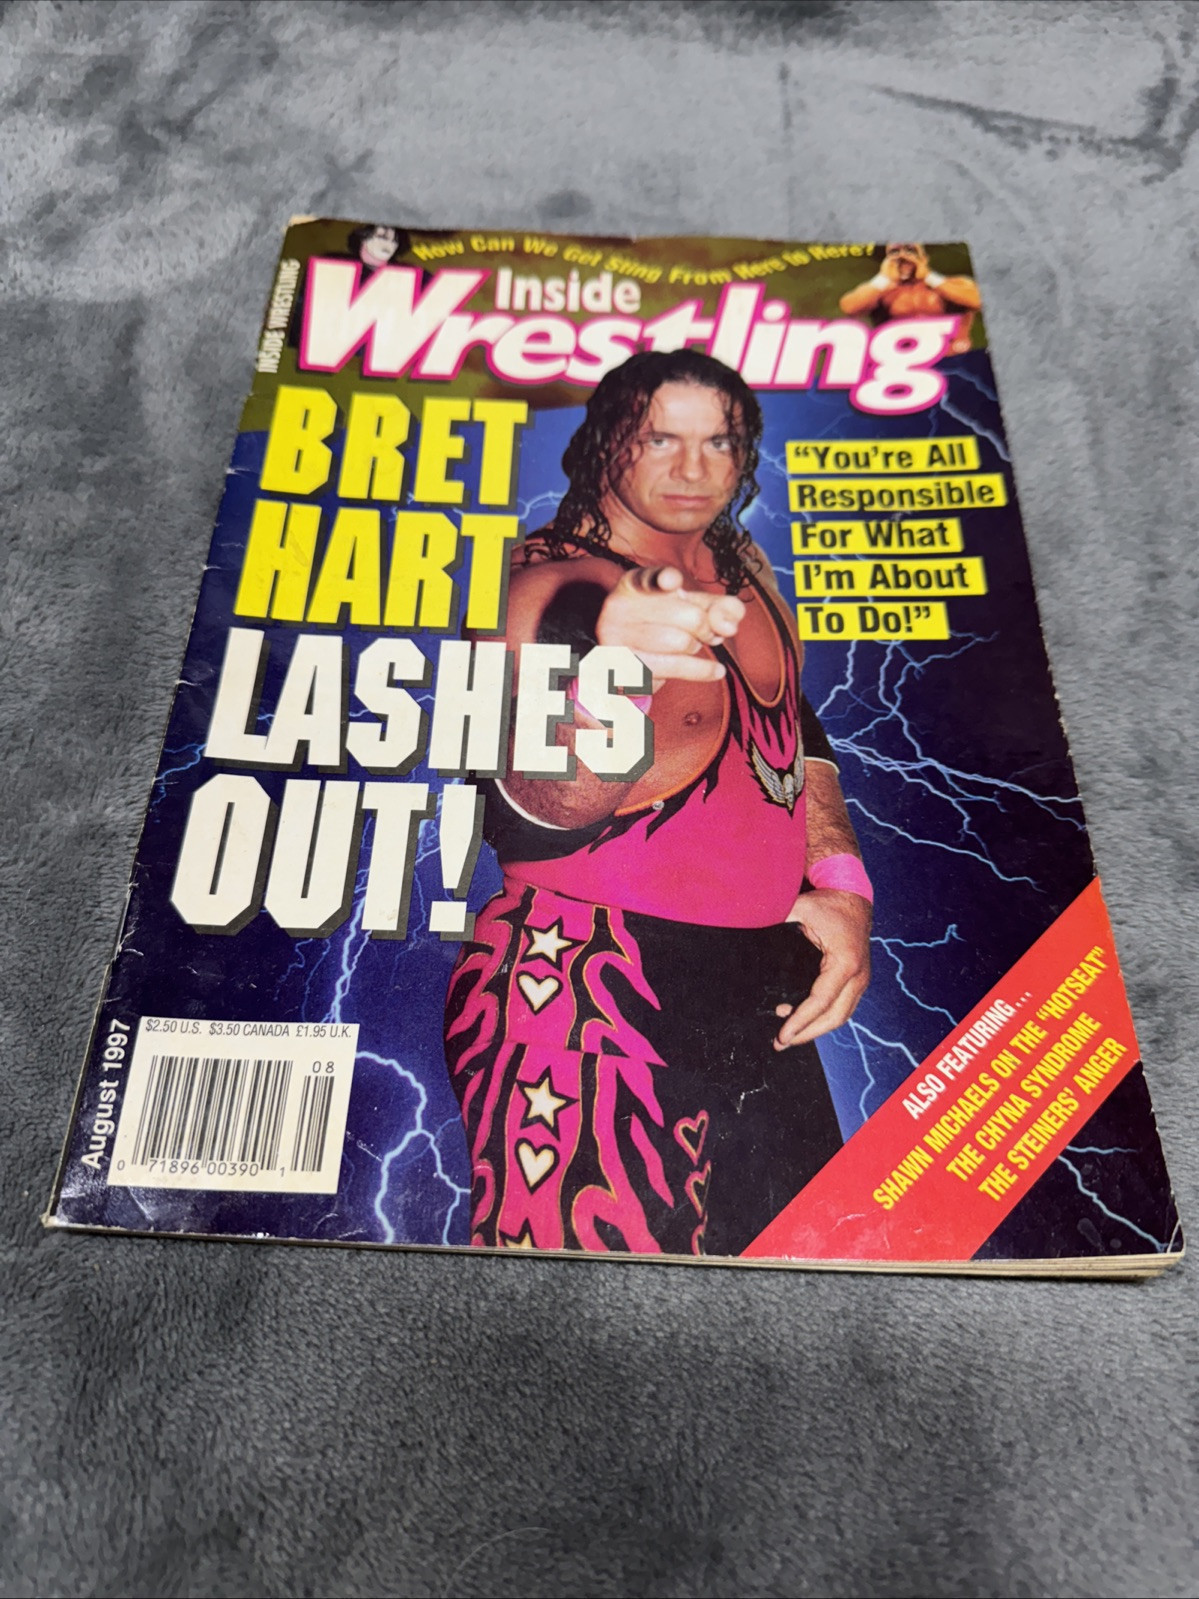 How Can We Get Sting From Here to Here?
INSIDE WRESTLING
Inside
Wrestling
BRET
HART
LASHES
OUT!
"You're All
Responsible
For What
I'm About
To Do!"
ALSO FEATURING...
SHAWN MICHAELS ON THE "HOTSEAT"
THE CHYNA SYNDROME
THE STEINERS' ANGER
August 1997
$2.50 U.S. $3.50 CANADA £1.95 U.K.
08
0 71896 00390 1